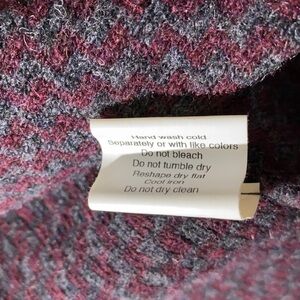 Hand wash cold
Separately or with like colors
Do not bleach
Do not tumble dry
Reshape dry flat
Cool iron
Do not dry clean